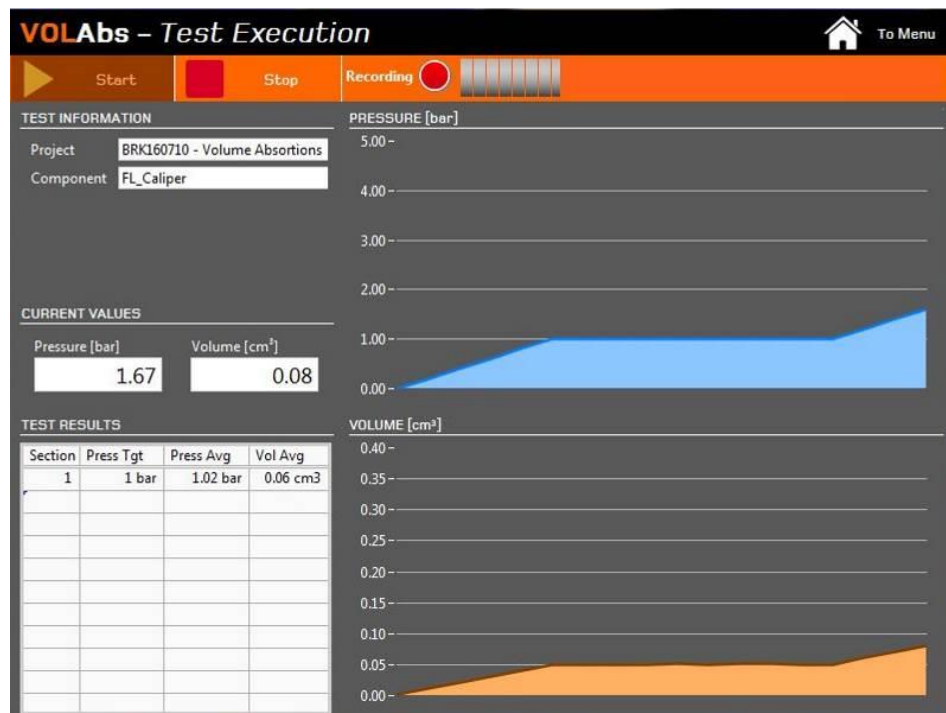 VOLAbs – Test Execution
To Menu
Start
Stop
Recording
TEST INFORMATION
Project BRK160710 - Volume Absortions
Component FL_Caliper
CURRENT VALUES
Pressure [bar] Volume [cm³]
1.67 0.08
TEST RESULTS
Section Press Tgt Press Avg Vol Avg
1 1 bar 1.02 bar 0.06 cm3
PRESSURE [bar]
5.00
4.00
3.00
2.00
1.00
0.00
VOLUME [cm³]
0.40
0.35
0.30
0.25
0.20
0.15
0.10
0.05
0.00